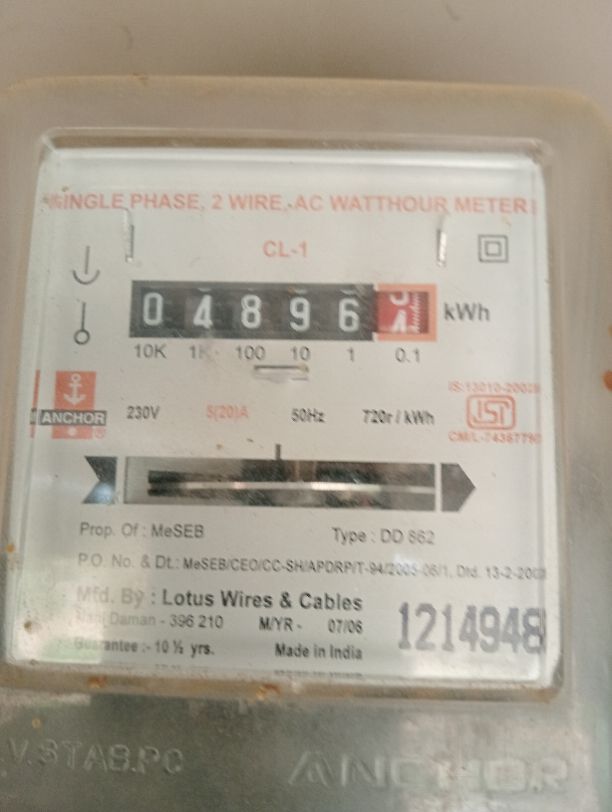 SINGLE PHASE, 2 WIRE, AC WATTHOUR METER
CL-1
0 4 8 9 6 kWh
10K 1K 100 10 1 0.1
ANCHOR ® 230V 5(20)A 50Hz 720r / kWh
ISI
Prop. Of : MeSEB Type : DD 862
P.O. No. & Dt.: MeSEB/CEO/CC-SH/APDRP/T-94/2005-06/1, Dtd. 13-2-
Mfd. By : Lotus Wires & Cables
Daman - 396 210 M/YR - 07/06
Guarantee :- 10 ½ yrs. Made in India
1214948
V.STAB.PC ANCHOR